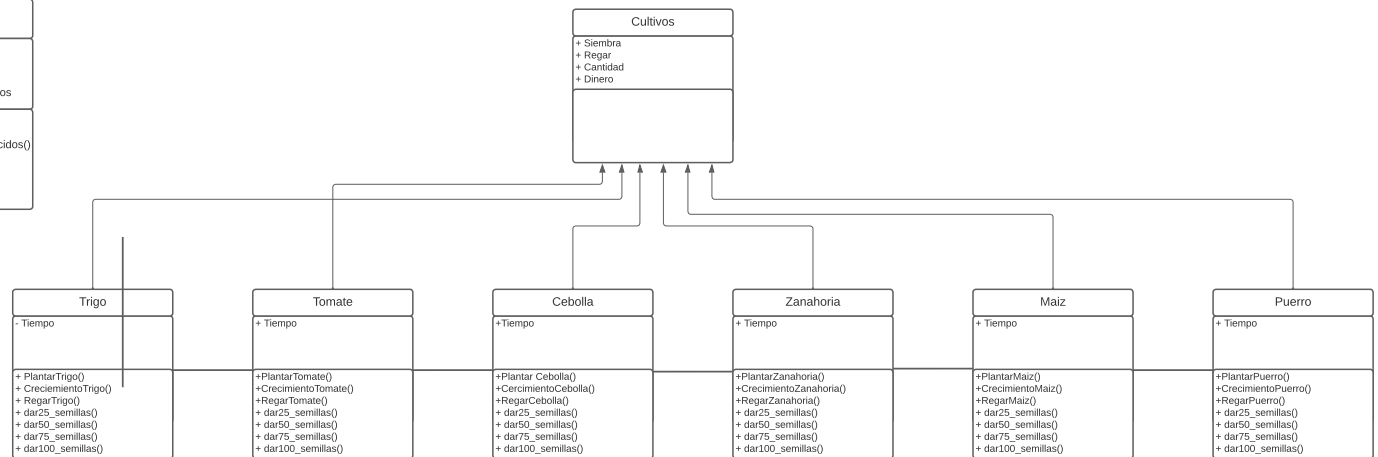 Cultivos
+ Siembra
+ Regar
+ Cantidad
+ Dinero
os
cidos()
Trigo
- Tiempo
+ PlantarTrigo()
+ CreciemientoTrigo()
+ RegarTrigo()
+ dar25_semillas()
+ dar50_semillas()
+ dar75_semillas()
+ dar100_semillas()
Tomate
+ Tiempo
+PlantarTomate()
+CrecimientoTomate()
+RegarTomate()
+ dar25_semillas()
+ dar50_semillas()
+ dar75_semillas()
+ dar100_semillas()
Cebolla
+Tiempo
+Plantar Cebolla()
+CercimientoCebolla()
+RegarCebolla()
+ dar25_semillas()
+ dar50_semillas()
+ dar75_semillas()
+ dar100_semillas()
Zanahoria
+ Tiempo
+PlantarZanahoria()
+CrecimientoZanahoria()
+RegarZanahoria()
+ dar25_semillas()
+ dar50_semillas()
+ dar75_semillas()
+ dar100_semillas()
Maiz
+ Tiempo
+PlantarMaiz()
+CrecimientoMaiz()
+RegarMaiz()
+ dar25_semillas()
+ dar50_semillas()
+ dar75_semillas()
+ dar100_semillas()
Puerro
+ Tiempo
+PlantarPuerro()
+CrecimientoPuerro()
+RegarPuerro()
+ dar25_semillas()
+ dar50_semillas()
+ dar75_semillas()
+ dar100_semillas()